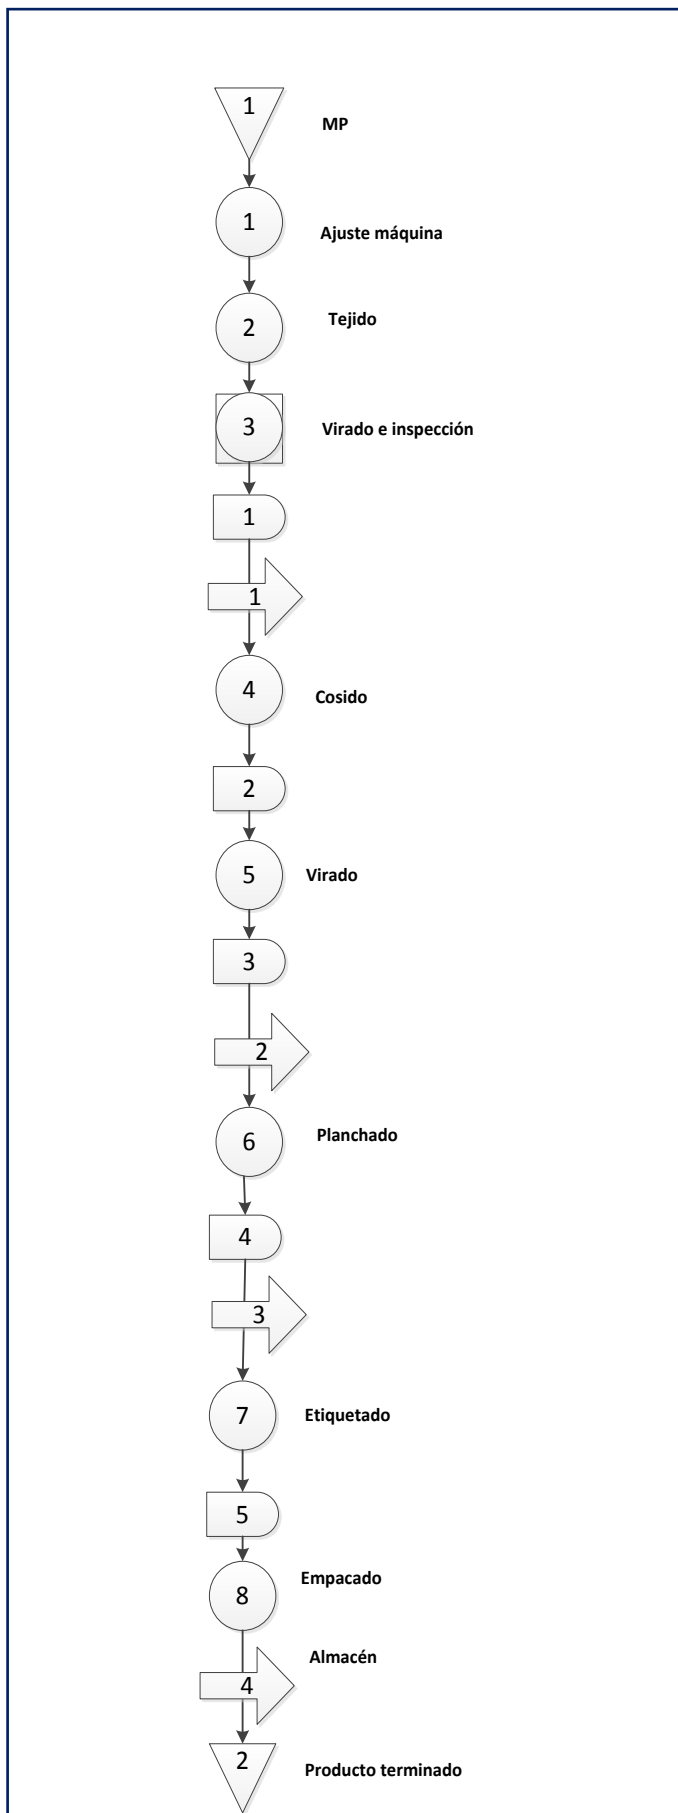 1
MP
1
Ajuste máquina
2
Tejido
3
Virado e inspección
1
1
4
Cosido
2
5
Virado
3
2
6
Planchado
4
3
7
Etiquetado
5
8
Empacado
4
Almacén
2
Producto terminado